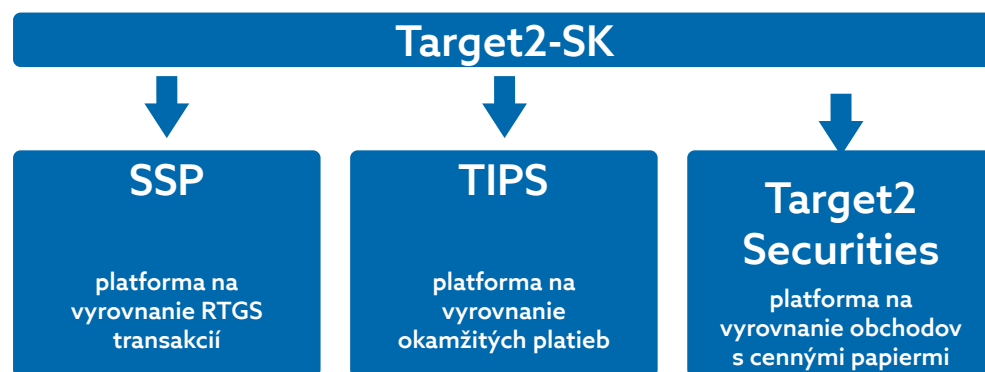 Target2-SK
SSP
platforma na
vyrovnanie RTGS
transakcií
TIPS
platforma na
vyrovnanie
okamžitých platieb
Target2
Securities
platforma na
vyrovnanie obchodov
s cennými papiermi